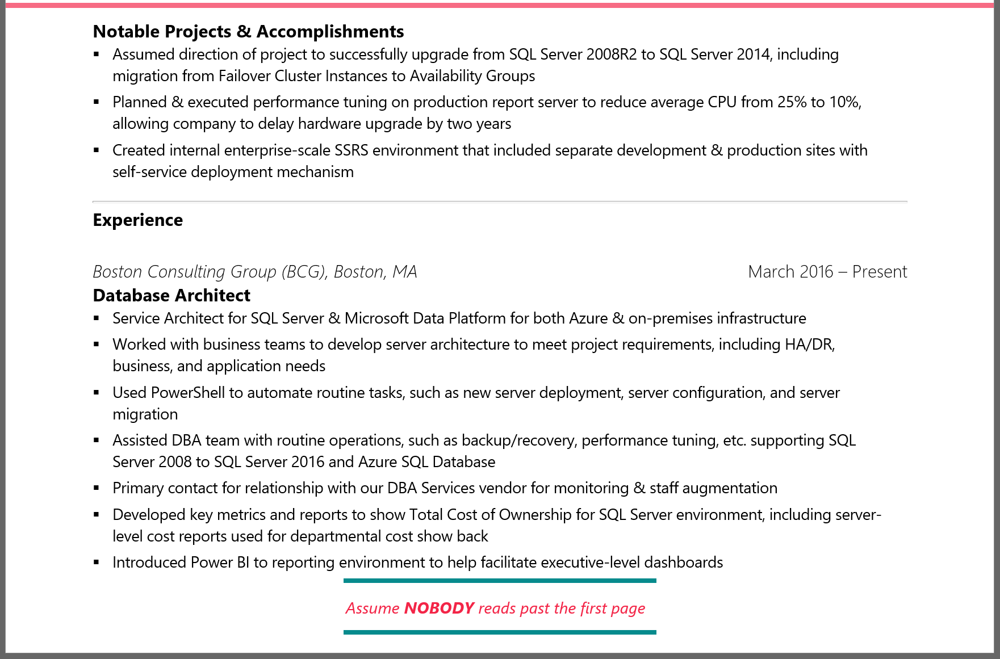 Notable Projects & Accomplishments
▪ Assumed direction of project to successfully upgrade from SQL Server 2008R2 to SQL Server 2014, including
migration from Failover Cluster Instances to Availability Groups
▪ Planned & executed performance tuning on production report server to reduce average CPU from 25% to 10%,
allowing company to delay hardware upgrade by two years
▪ Created internal enterprise-scale SSRS environment that included separate development & production sites with
self-service deployment mechanism
Experience
Boston Consulting Group (BCG), Boston, MA March 2016 – Present
Database Architect
▪ Service Architect for SQL Server & Microsoft Data Platform for both Azure & on-premises infrastructure
▪ Worked with business teams to develop server architecture to meet project requirements, including HA/DR,
business, and application needs
▪ Used PowerShell to automate routine tasks, such as new server deployment, server configuration, and server
migration
▪ Assisted DBA team with routine operations, such as backup/recovery, performance tuning, etc. supporting SQL
Server 2008 to SQL Server 2016 and Azure SQL Database
▪ Primary contact for relationship with our DBA Services vendor for monitoring & staff augmentation
▪ Developed key metrics and reports to show Total Cost of Ownership for SQL Server environment, including server-
level cost reports used for departmental cost show back
▪ Introduced Power BI to reporting environment to help facilitate executive-level dashboards
Assume NOBODY reads past the first page